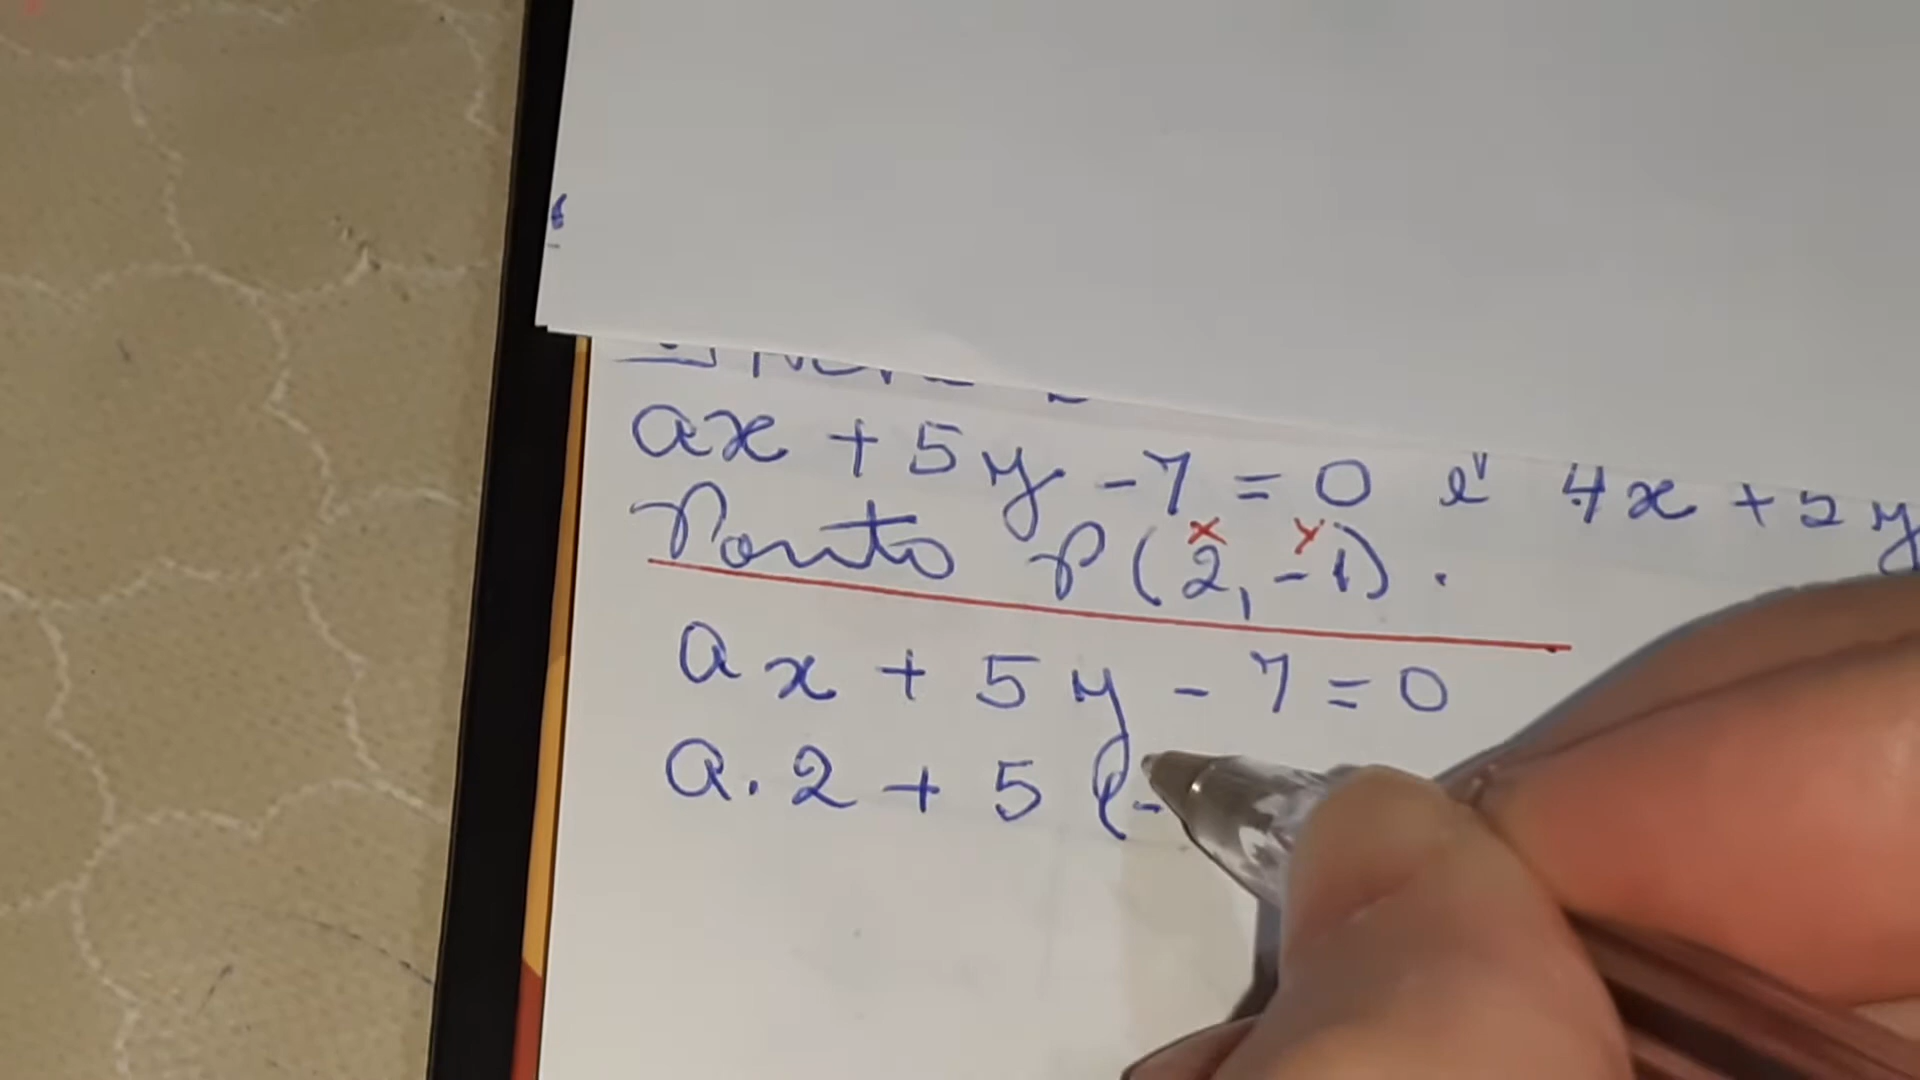 ax + 5y - 7 = 0 e 4x + 2y
Ponto P(2, -1).
x y
ax + 5y - 7 = 0
a.2 + 5(-